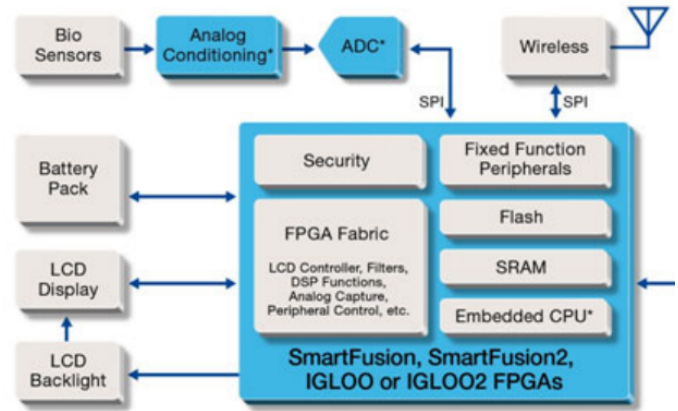 Bio
Sensors
Analog
Conditioning*
ADC*
Wireless
SPI
SPI
Battery
Pack
Security
Fixed Function
Peripherals
FPGA Fabric
LCD Controller, Filters,
DSP Functions,
Analog Capture,
Peripheral Control, etc.
Flash
SRAM
Embedded CPU*
LCD
Display
LCD
Backlight
SmartFusion, SmartFusion2,
IGLOO or IGLOO2 FPGAs